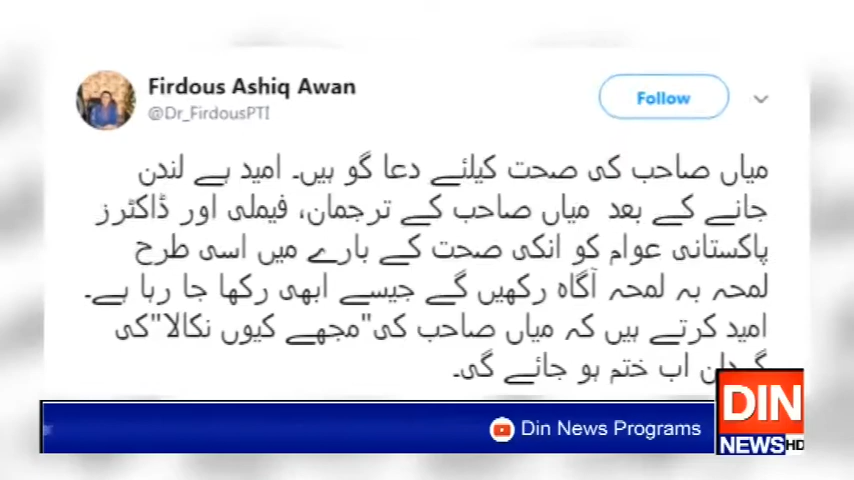 Firdous Ashiq Awan
@Dr_FirdousPTI
Follow
میاں صاحب کی صحت کیلئے دعا گو ہیں۔ امید ہے لندن
جانے کے بعد میاں صاحب کے ترجمان، فیملی اور ڈاکٹرز
پاکستانی عوام کو انکی صحت کے بارے میں اسی طرح
لمحہ بہ لمحہ آگاہ رکھیں گے جیسے ابھی رکھا جا رہا ہے۔
امید کرتے ہیں کہ میاں صاحب کی"مجھے کیوں نکالا"کی
گردان اب ختم ہو جائے گی۔
Din News Programs
DIN
NEWS HD